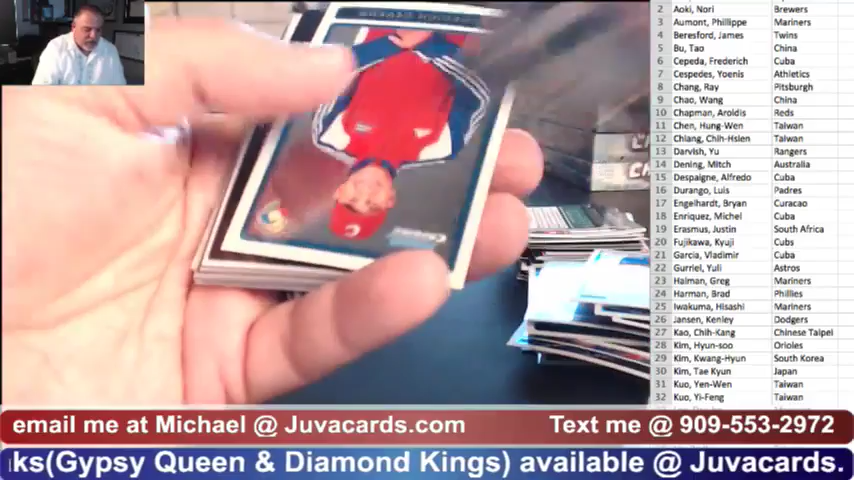 2 Aoki, Nori Brewers
3 Aumont, Phillippe Mariners
4 Beresford, James Twins
5 Bu, Tao China
6 Cepeda, Frederich Cuba
7 Cespedes, Yoenis Athletics
8 Chang, Ray Pitsburgh
9 Chao, Wang China
10 Chapman, Aroldis Reds
11 Chen, Hung-Wen Taiwan
12 Chiang, Chih-Hsien Taiwan
13 Darvish, Yu Rangers
14 Dening, Mitch Australia
15 Despaigne, Alfredo Cuba
16 Durango, Luis Padres
17 Engelhardt, Bryan Curacao
18 Enriquez, Michel Cuba
19 Erasmus, Justin South Africa
20 Fujikawa, Kyuji Cubs
21 Garcia, Vladimir Cuba
22 Gurriel, Yuli Astros
23 Halman, Greg Mariners
24 Harman, Brad Phillies
25 Iwakuma, Hisashi Mariners
26 Jansen, Kenley Dodgers
27 Kao, Chih-Kang Chinese Taipei
28 Kim, Hyun-soo Orioles
29 Kim, Kwang-Hyun South Korea
30 Kim, Tae Kyun Japan
31 Kuo, Yen-Wen Taiwan
32 Kuo, Yi-Feng Taiwan
email me at Michael @ Juvacards.com Text me @ 909-553-2972
ks(Gypsy Queen & Diamond Kings) available @ Juvacards.